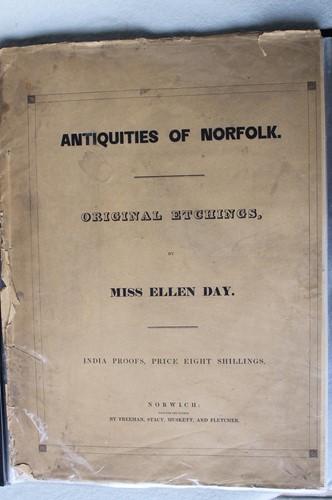 ANTIQUITIES OF NORFOLK.
ORIGINAL ETCHINGS,
BY
MISS ELLEN DAY.
INDIA PROOFS, PRICE EIGHT SHILLINGS.
NORWICH:
BY FREEMAN, STACY, MUSKETT, AND FLETCHER.